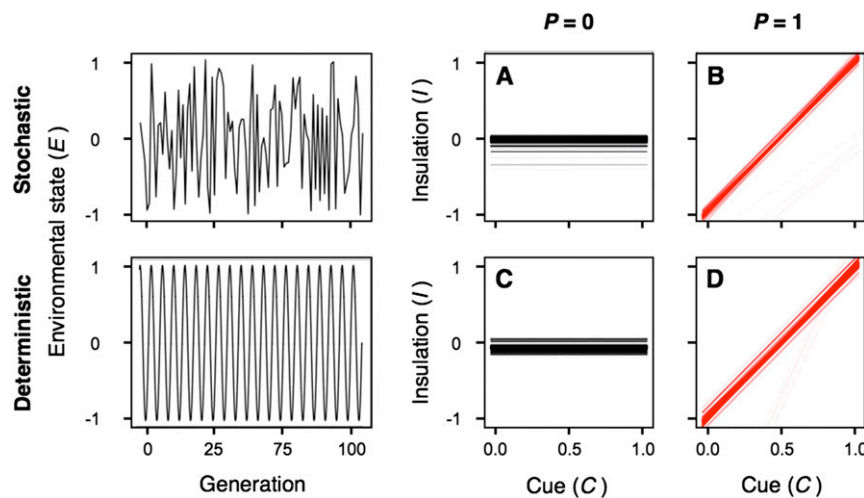 P = 0
P = 1
Stochastic
Deterministic
Environmental state (E)
1
0
-1
Insulation (I)
1
0
-1
A
B
1
0
-1
Insulation (I)
1
0
-1
C
D
0
25
75
100
0.0
0.5
1.0
0.0
0.5
1.0
Generation
Cue (C)
Cue (C)